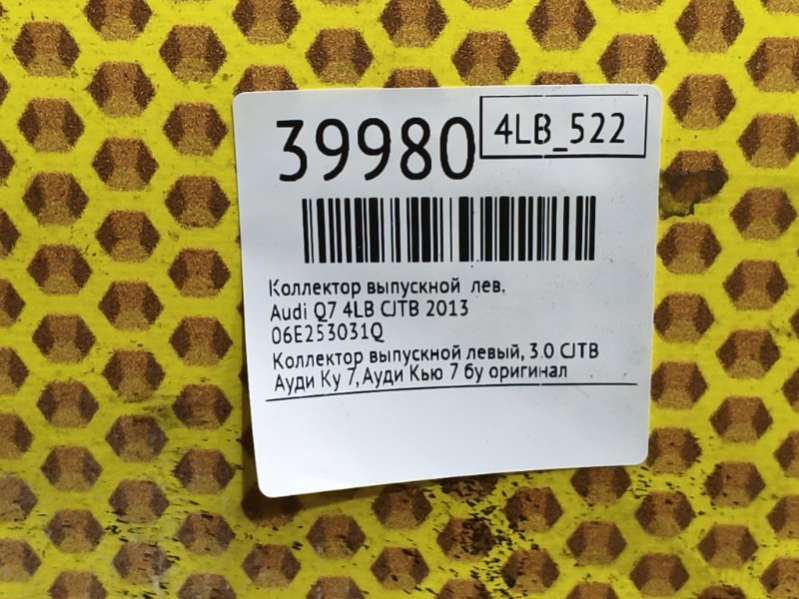 39980
4LB_522
Коллектор выпускной лев.
Audi Q7 4LB CJTB 2013
06E253031Q
Коллектор выпускной левый, 3.0 CJTB
Ауди Ку 7,Ауди Кью 7 бу оригинал